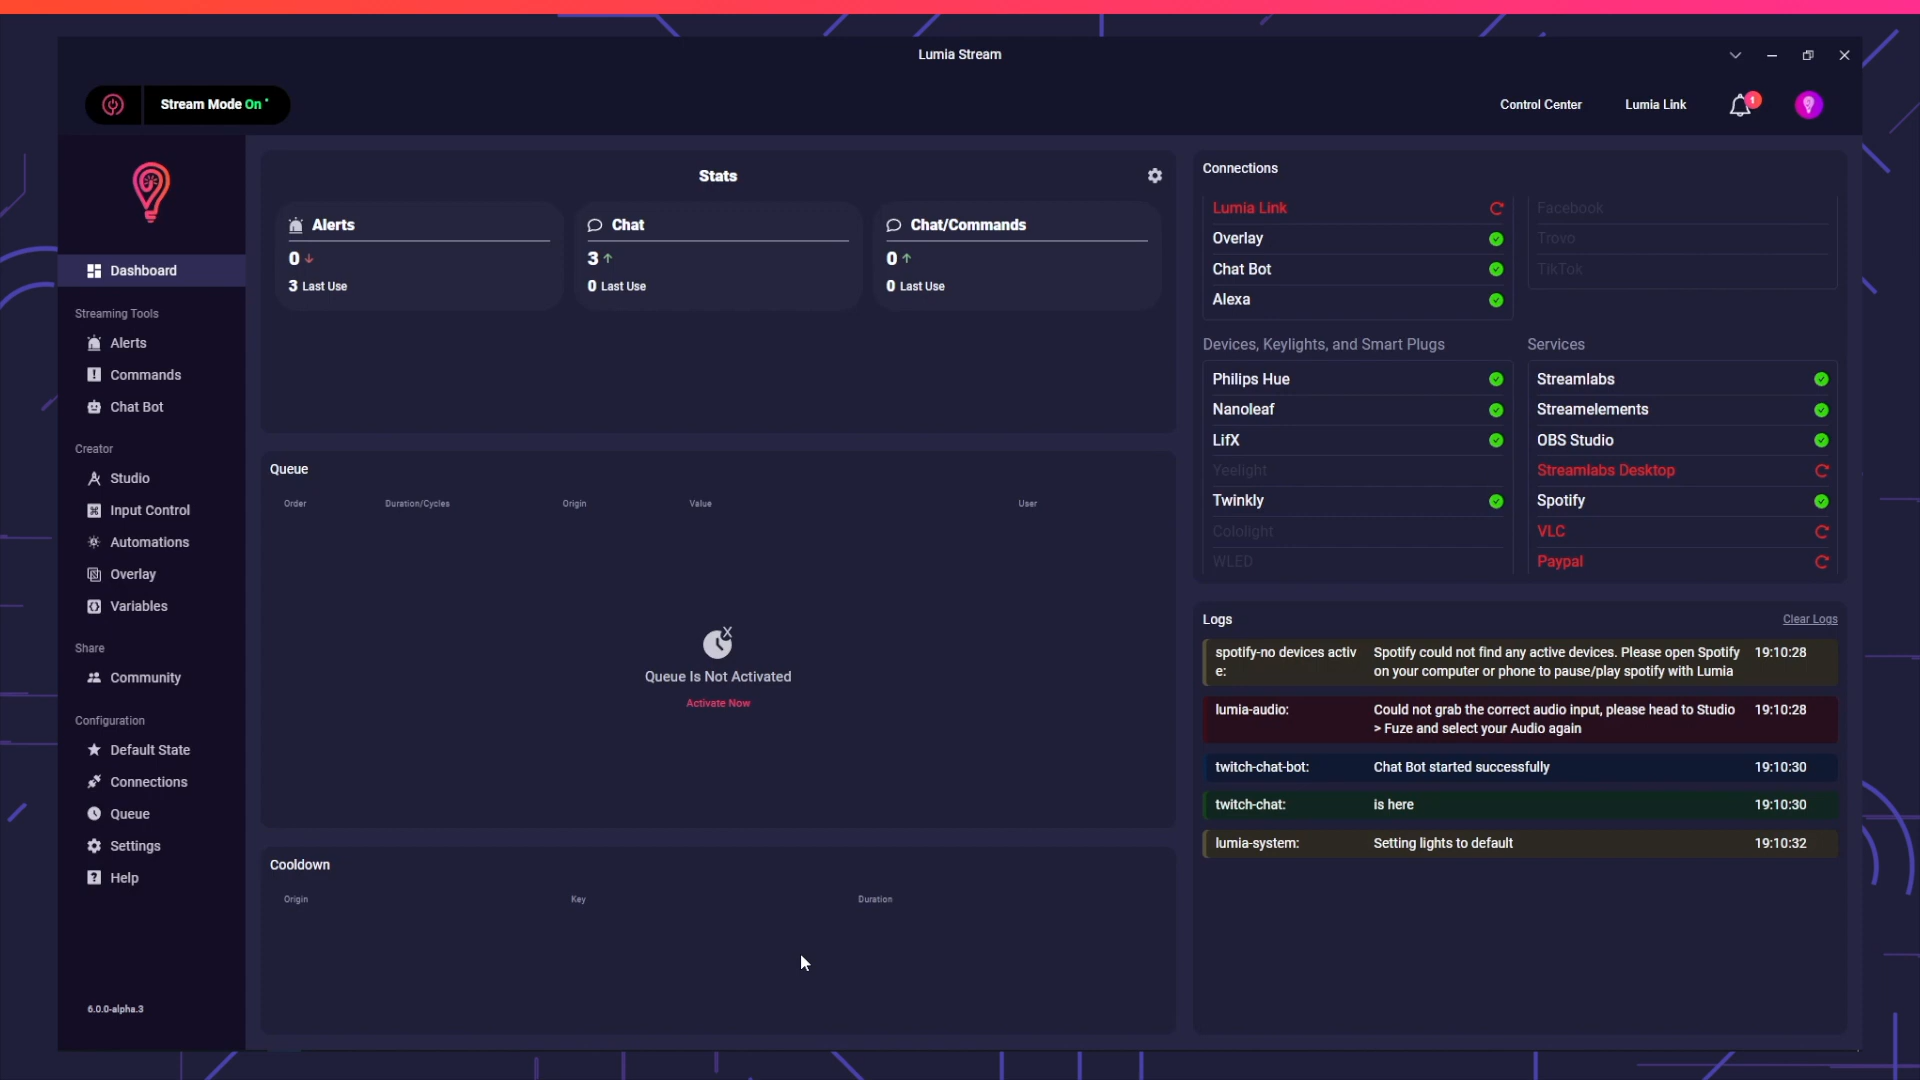 Lumia Stream
Stream Mode On
Control Center
Lumia Link
1
Dashboard
Streaming Tools
Alerts
Commands
Chat Bot
Creator
Studio
Input Control
Automations
Overlay
Variables
Share
Community
Configuration
Default State
Connections
Queue
Settings
Help
6.0.0-alpha.3
Stats
Alerts
0
3 Last Use
Chat
3
0 Last Use
Chat/Commands
0
0 Last Use
Queue
Order Duration/Cycles Origin Value User
Queue Is Not Activated
Activate Now
Cooldown
Origin Key Duration
Connections
Lumia Link
Overlay
Chat Bot
Alexa
Facebook
Trovo
TikTok
Devices, Keylights, and Smart Plugs
Philips Hue
Nanoleaf
LifX
Yeelight
Twinkly
Cololight
WLED
Services
Streamlabs
Streamelements
OBS Studio
Streamlabs Desktop
Spotify
VLC
Paypal
Logs
Clear Logs
spotify-no devices activ
e:
Spotify could not find any active devices. Please open Spotify
on your computer or phone to pause/play spotify with Lumia
19:10:28
lumia-audio:
Could not grab the correct audio input, please head to Studio
> Fuze and select your Audio again
19:10:28
twitch-chat-bot: Chat Bot started successfully 19:10:30
twitch-chat: is here 19:10:30
lumia-system: Setting lights to default 19:10:32